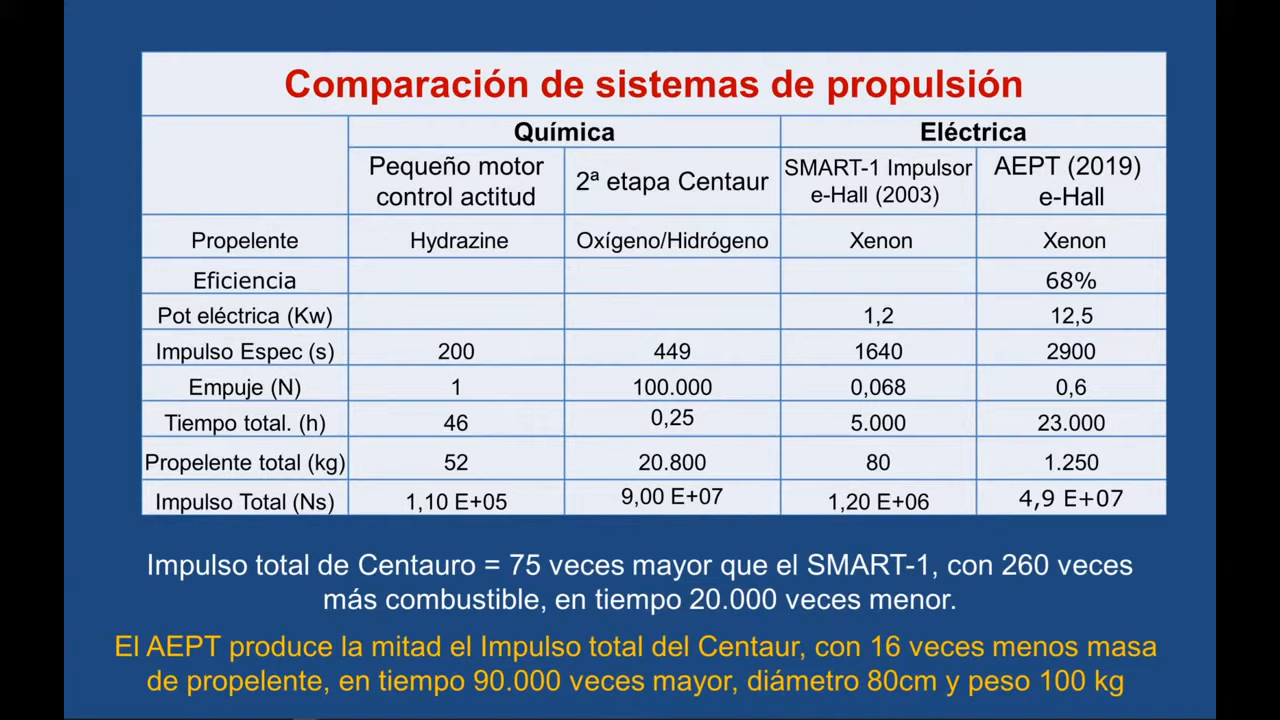 Comparación de sistemas de propulsión
Química Eléctrica
Pequeño motor control actitud 2ª etapa Centaur SMART-1 Impulsor e-Hall (2003) AEPT (2019) e-Hall
Propelente Hydrazine Oxígeno/Hidrógeno Xenon Xenon
Eficiencia 68%
Pot eléctrica (Kw) 1,2 12,5
Impulso Espec (s) 200 449 1640 2900
Empuje (N) 1 100.000 0,068 0,6
Tiempo total. (h) 46 0,25 5.000 23.000
Propelente total (kg) 52 20.800 80 1.250
Impulso Total (Ns) 1,10 E+05 9,00 E+07 1,20 E+06 4,9 E+07
Impulso total de Centauro = 75 veces mayor que el SMART-1, con 260 veces
más combustible, en tiempo 20.000 veces menor.
El AEPT produce la mitad el Impulso total del Centaur, con 16 veces menos masa
de propelente, en tiempo 90.000 veces mayor, diámetro 80cm y peso 100 kg